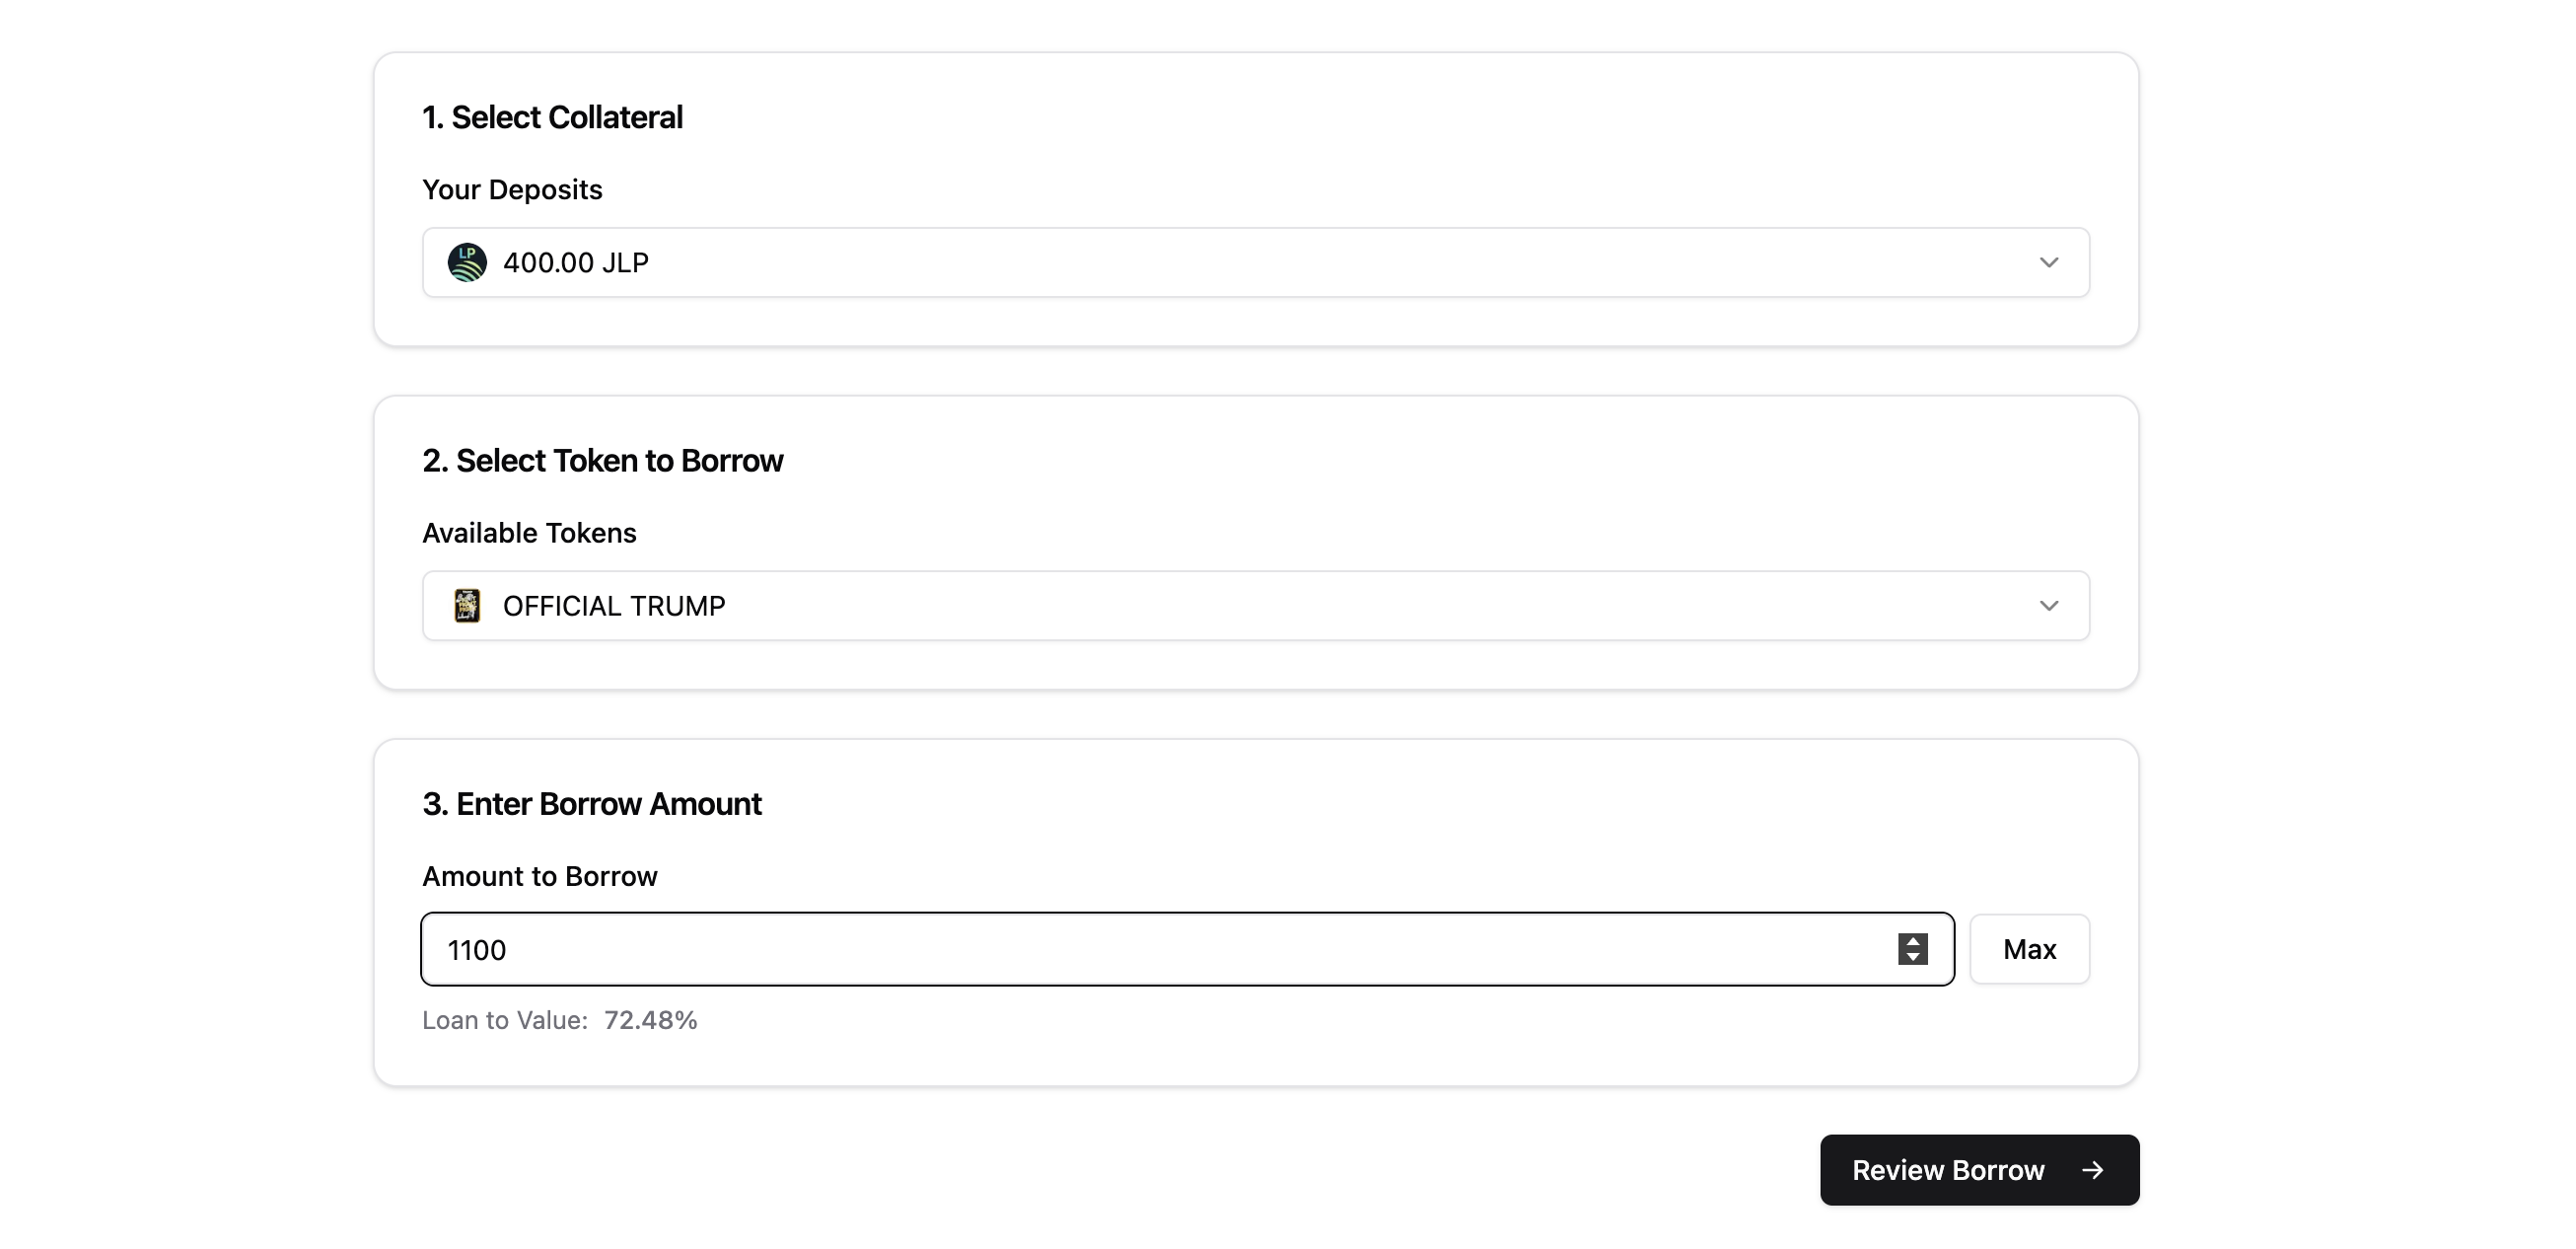 1. Select Collateral
Your Deposits
LP
400.00 JLP
2. Select Token to Borrow
Available Tokens
OFFICIAL TRUMP
3. Enter Borrow Amount
Amount to Borrow
1100
Max
Loan to Value: 72.48%
Review Borrow →